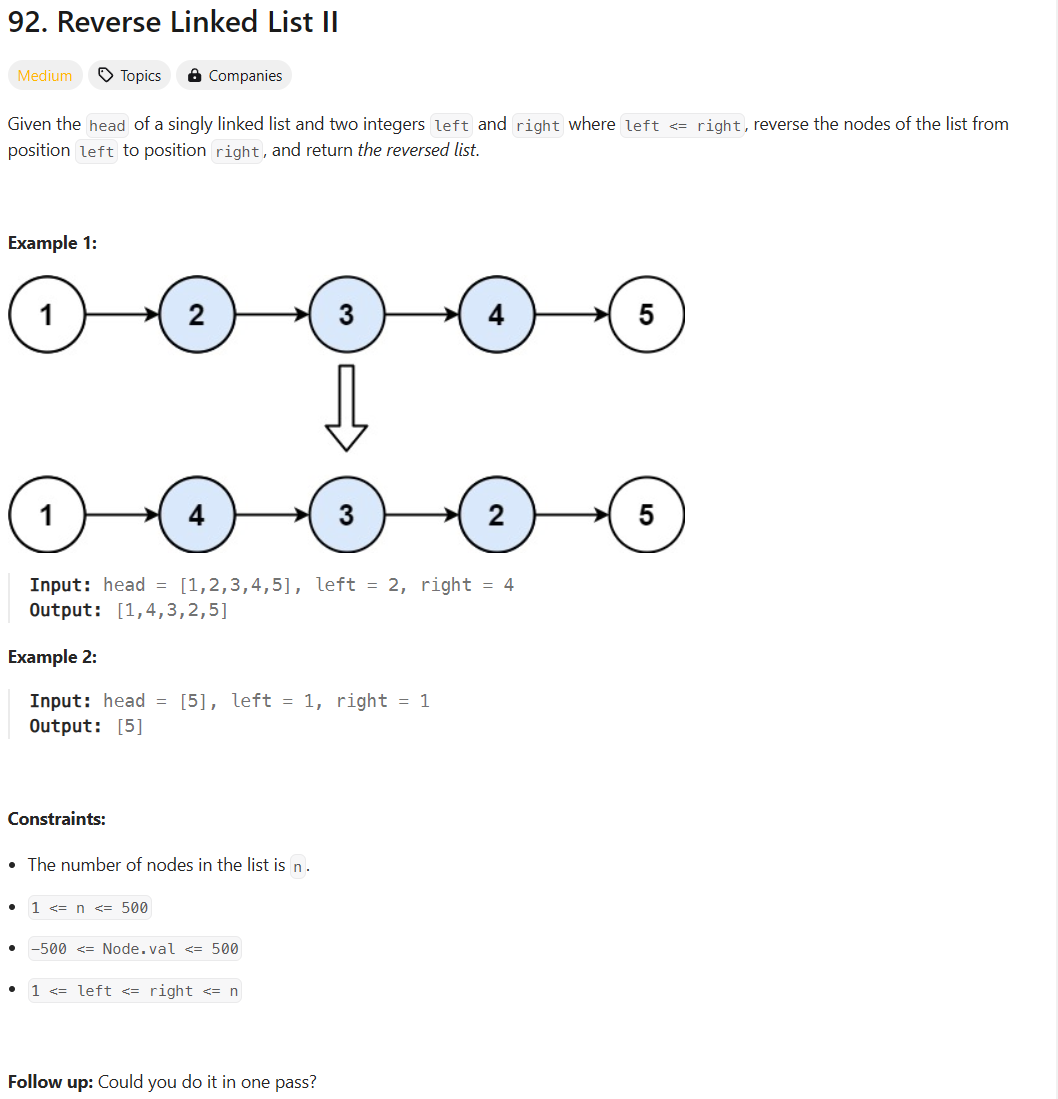 92. Reverse Linked List II
Medium Topics Companies
Given the head of a singly linked list and two integers left and right where left <= right, reverse the nodes of the list from
position left to position right, and return the reversed list.
Example 1:
1 2 3 4 5
1 4 3 2 5
Input: head = [1,2,3,4,5], left = 2, right = 4
Output: [1,4,3,2,5]
Example 2:
Input: head = [5], left = 1, right = 1
Output: [5]
Constraints:
• The number of nodes in the list is n.
• 1 <= n <= 500
• -500 <= Node.val <= 500
• 1 <= left <= right <= n
Follow up: Could you do it in one pass?